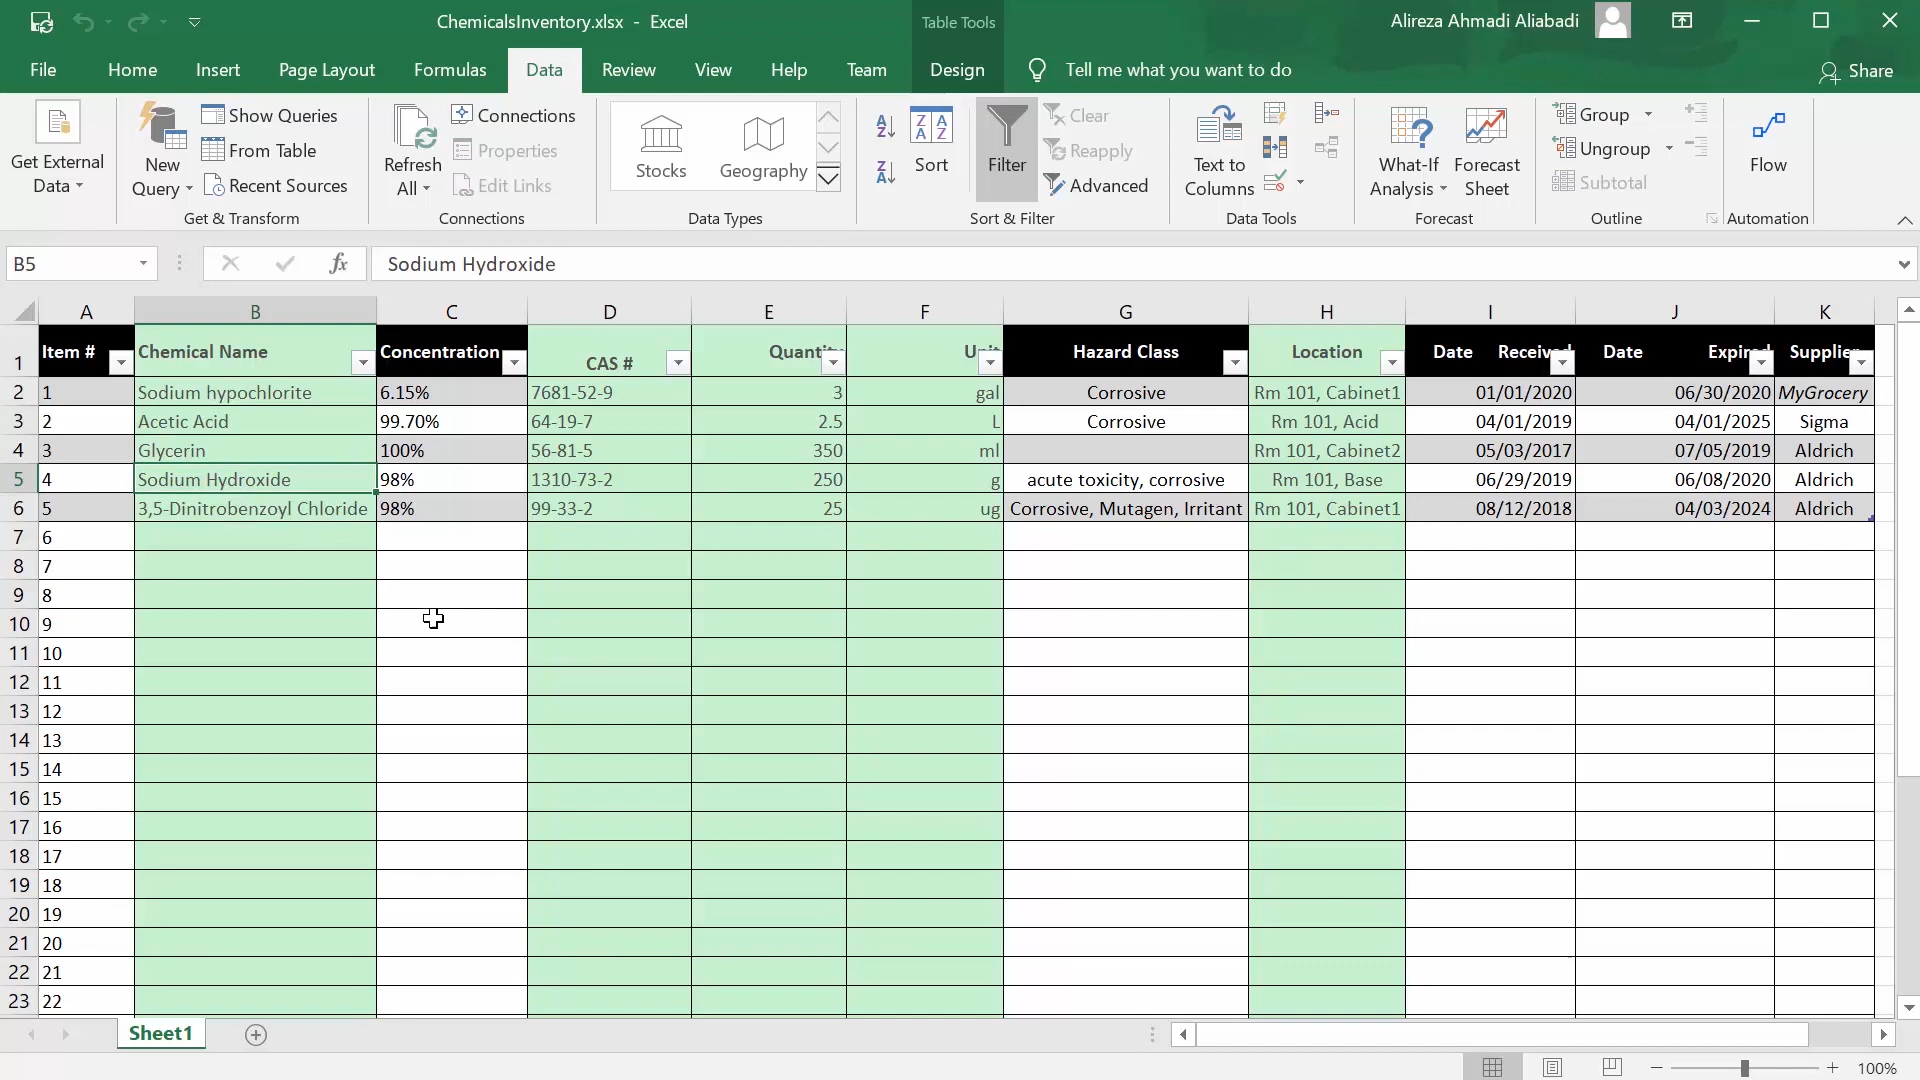 ChemicalsInventory.xlsx - Excel
Table Tools
Alireza Ahmadi Aliabadi
File Home Insert Page Layout Formulas Data Review View Help Team Design Tell me what you want to do Share
Get External Data
New Query
Show Queries
From Table
Recent Sources
Get & Transform
Refresh All
Connections
Properties
Edit Links
Connections
Stocks
Geography
Data Types
A Z
Z A
Z A A Z
Sort
Filter
Clear
Reapply
Advanced
Sort & Filter
Text to Columns
Data Tools
What-If Analysis
Forecast Sheet
Forecast
Group
Ungroup
Subtotal
Outline
Flow
Automation
B5 fx Sodium Hydroxide
A B C D E F G H I J K
1 Item # Chemical Name Concentration CAS # Quantity Unit Hazard Class Location Date Received Date Expired Supplier
2 1 Sodium hypochlorite 6.15% 7681-52-9 3 gal Corrosive Rm 101, Cabinet1 01/01/2020 06/30/2020 MyGrocery
3 2 Acetic Acid 99.70% 64-19-7 2.5 L Corrosive Rm 101, Acid 04/01/2019 04/01/2025 Sigma
4 3 Glycerin 100% 56-81-5 350 ml Rm 101, Cabinet2 05/03/2017 07/05/2019 Aldrich
5 4 Sodium Hydroxide 98% 1310-73-2 250 g acute toxicity, corrosive Rm 101, Base 06/29/2019 06/08/2020 Aldrich
6 5 3,5-Dinitrobenzoyl Chloride 98% 99-33-2 25 ug Corrosive, Mutagen, Irritant Rm 101, Cabinet1 08/12/2018 04/03/2024 Aldrich
7 6
8 7
9 8
10 9
11 10
12 11
13 12
14 13
15 14
16 15
17 16
18 17
19 18
20 19
21 20
22 21
23 22
Sheet1
100%